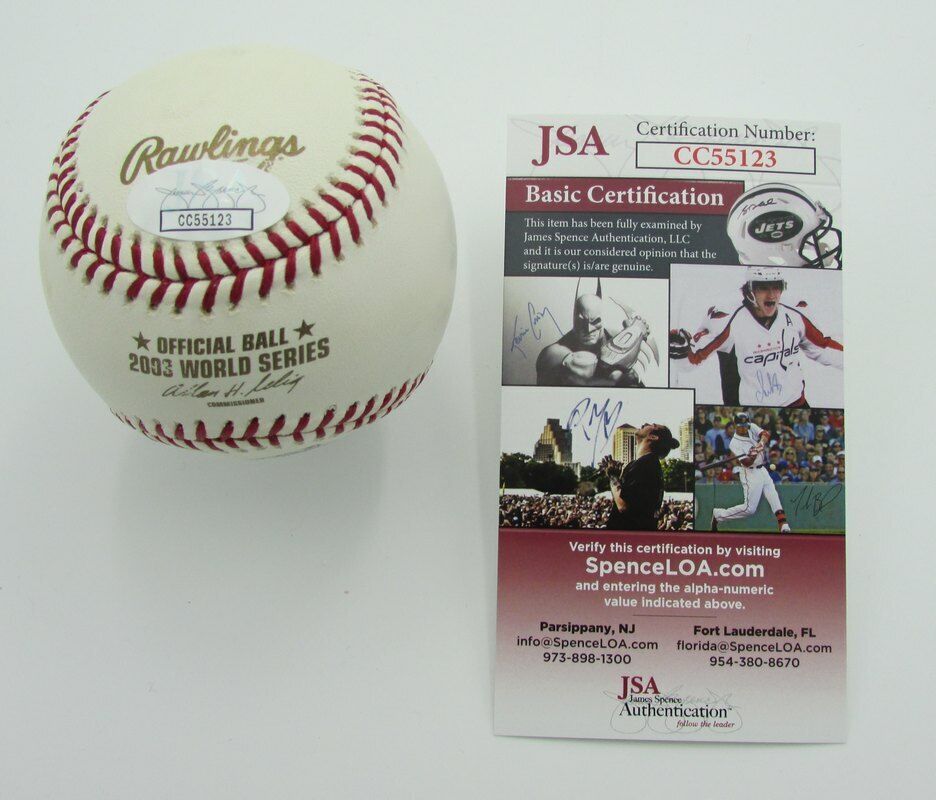 Rawlings
CC55123
★ OFFICIAL BALL ★
2003 WORLD SERIES
Allan H. Selig
COMMISSIONER
JSA
Certification Number:
CC55123
Basic Certification
This item has been fully examined by
James Spence Authentication, LLC
and it is our considered opinion that the
signature(s) is/are genuine.
JETS
capitals
A
Verify this certification by visiting
SpenceLOA.com
and entering the alpha-numeric
value indicated above.
Parsippany, NJ
info@SpenceLOA.com
973-898-1300
Fort Lauderdale, FL
florida@SpenceLOA.com
954-380-8670
JSA
James Spence
Authentication™
follow the leader